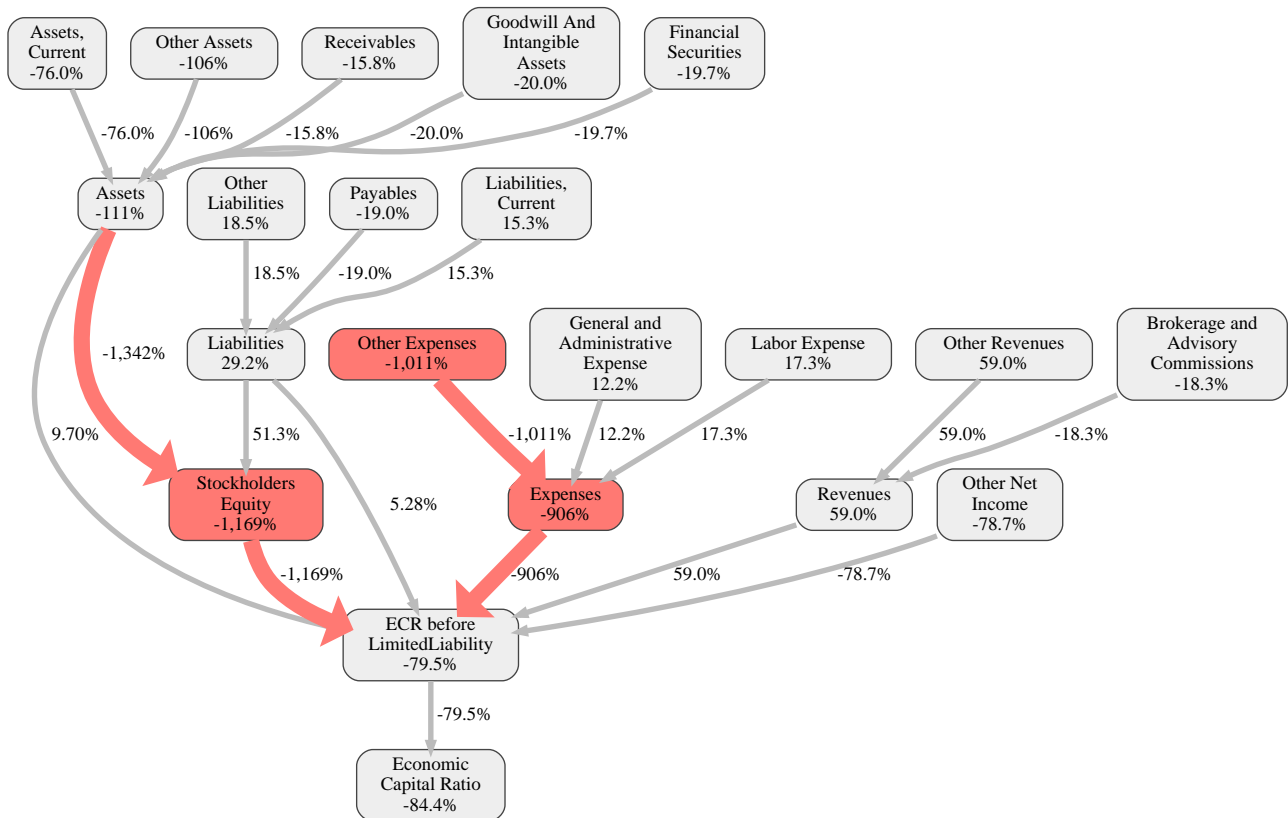 Assets,
Current
-76.0%
Other Assets
-106%
Receivables
-15.8%
Goodwill And
Intangible
Assets
-20.0%
Financial
Securities
-19.7%
-76.0%
-106%
-15.8%
-20.0%
-19.7%
Assets
-111%
Other
Liabilities
18.5%
Payables
-19.0%
Liabilities,
Current
15.3%
18.5%
-19.0%
15.3%
Liabilities
29.2%
Other Expenses
-1,011%
General and
Administrative
Expense
12.2%
Labor Expense
17.3%
Other Revenues
59.0%
Brokerage and
Advisory
Commissions
-18.3%
-1,342%
9.70%
51.3%
-1,011%
12.2%
17.3%
59.0%
-18.3%
Stockholders
Equity
-1,169%
5.28%
Expenses
-906%
Revenues
59.0%
Other Net
Income
-78.7%
-1,169%
-906%
59.0%
-78.7%
ECR before
LimitedLiability
-79.5%
-79.5%
Economic
Capital Ratio
-84.4%